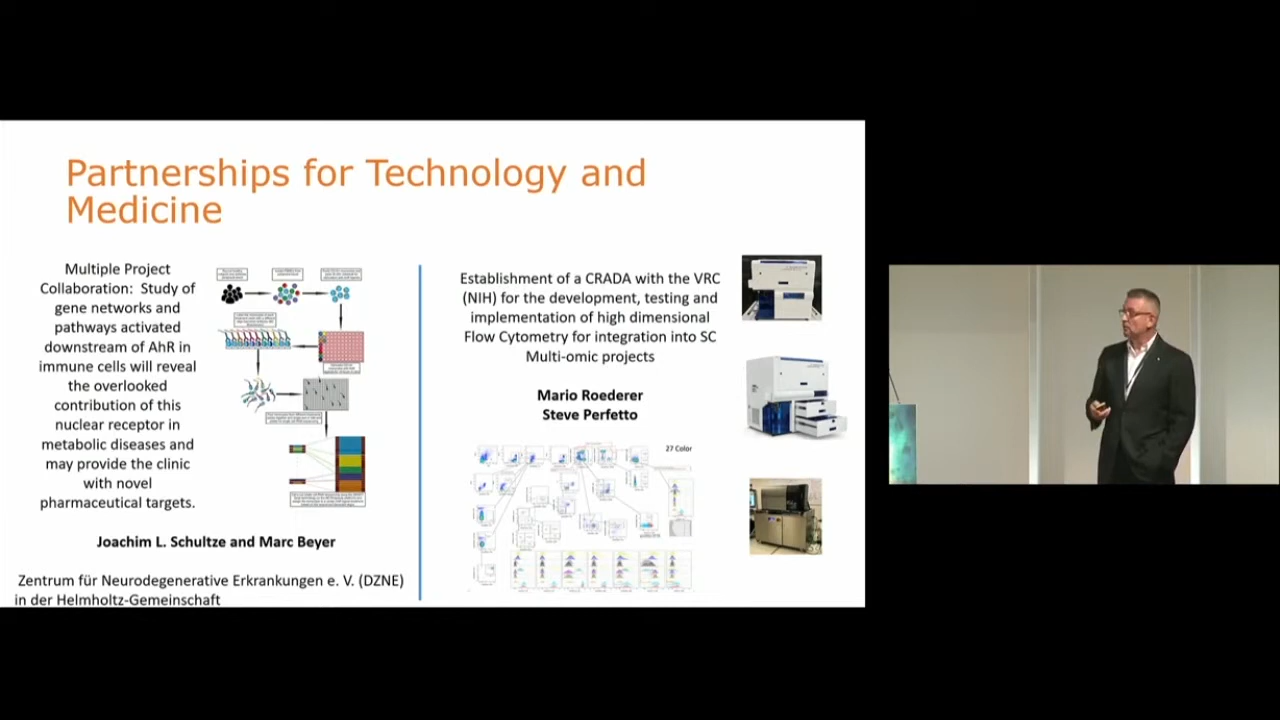 Partnerships for Technology and
Medicine
Multiple Project
Collaboration: Study of
gene networks and
pathways activated
downstream of AhR in
immune cells will reveal
the overlooked
contribution of this
nuclear receptor in
metabolic diseases and
may provide the clinic
with novel
pharmaceutical targets.
Joachim L. Schultze and Marc Beyer
Zentrum für Neurodegenerative Erkrankungen e. V. (DZNE)
in der Helmholtz-Gemeinschaft
Establishment of a CRADA with the VRC
(NIH) for the development, testing and
implementation of high dimensional
Flow Cytometry for integration into SC
Multi-omic projects
Mario Roederer
Steve Perfetto
27 Color